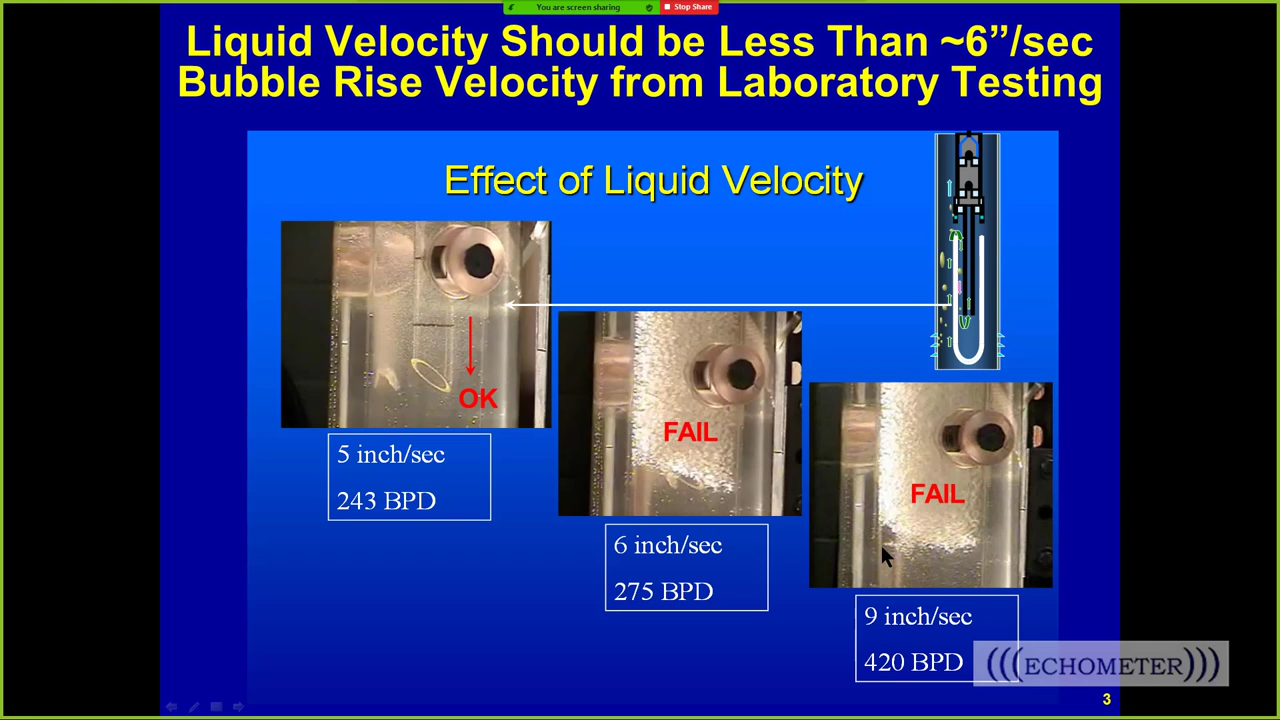 You are screen sharing
Stop Share
Liquid Velocity Should be Less Than ~6”/sec
Bubble Rise Velocity from Laboratory Testing
Effect of Liquid Velocity
OK
FAIL
FAIL
5 inch/sec
243 BPD
6 inch/sec
275 BPD
9 inch/sec
420 BPD
(((ECHOMETER)))
3